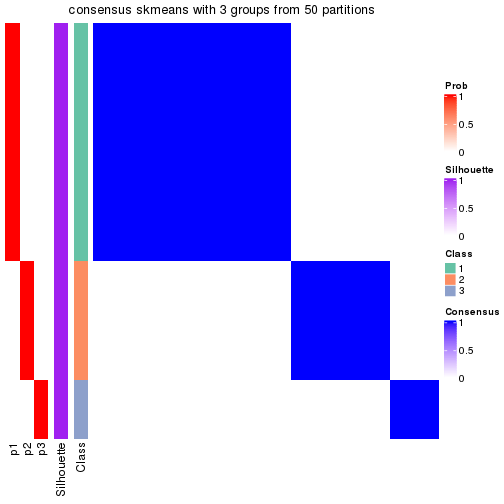 consensus skmeans with 3 groups from 50 partitions
Prob
1
0.5
0
Silhouette
1
0.5
0
Class
1
2
3
Consensus
1
0.5
0
p1
p2
p3
Silhouette
Class